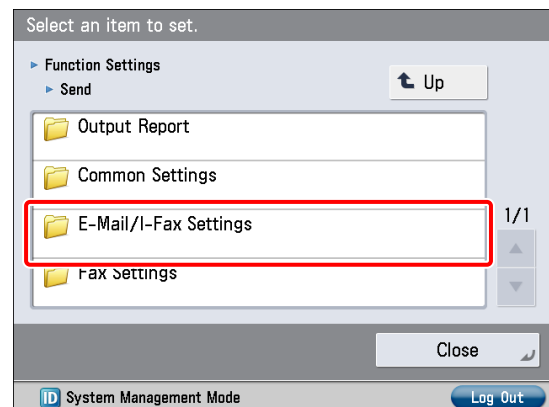 Select an item to set.
Function Settings
Send
Up
Output Report
Common Settings
E-Mail/I-Fax Settings
1/1
Fax Settings
Close
ID System Management Mode
Log Out